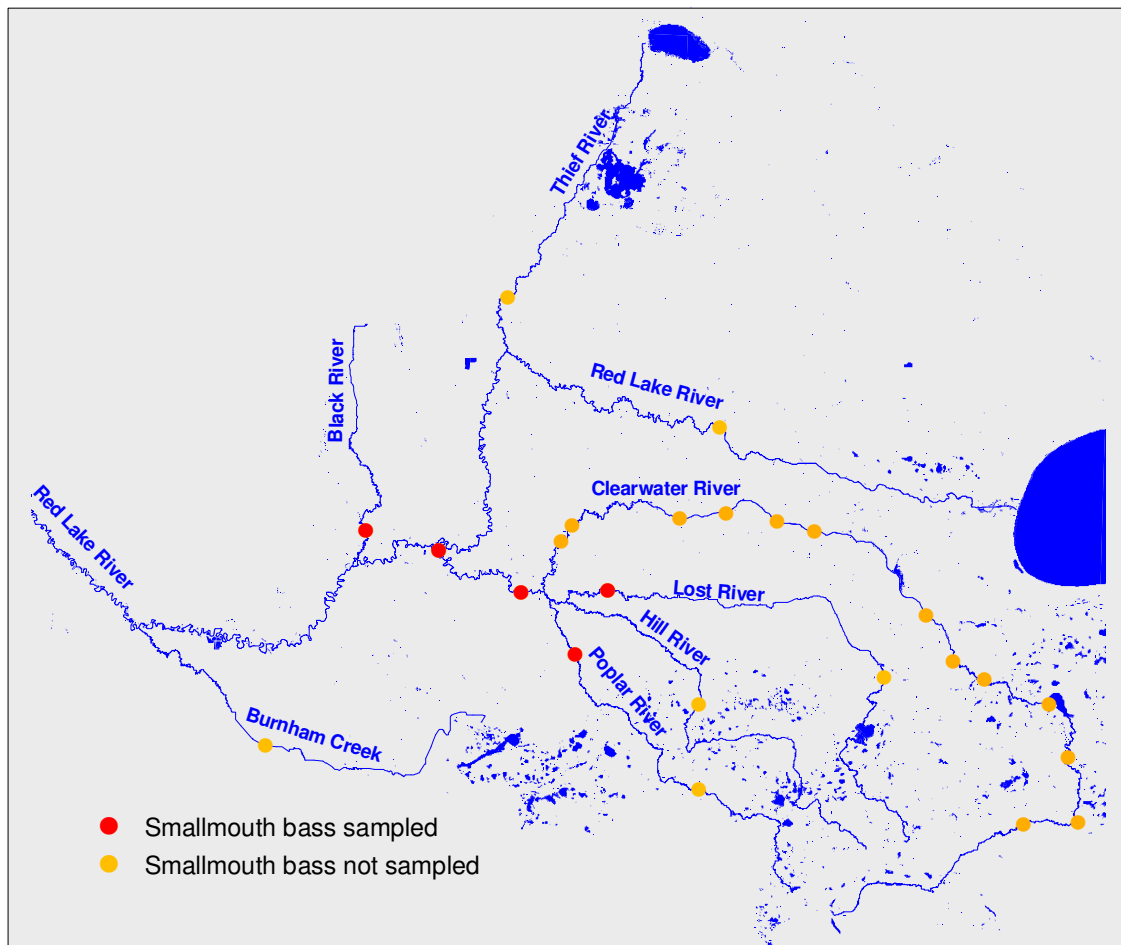 Thief River
Black River
Red Lake River
Clearwater River
Red Lake River
Lost River
Hill River
Poplar River
Burnham Creek
Smallmouth bass sampled
Smallmouth bass not sampled